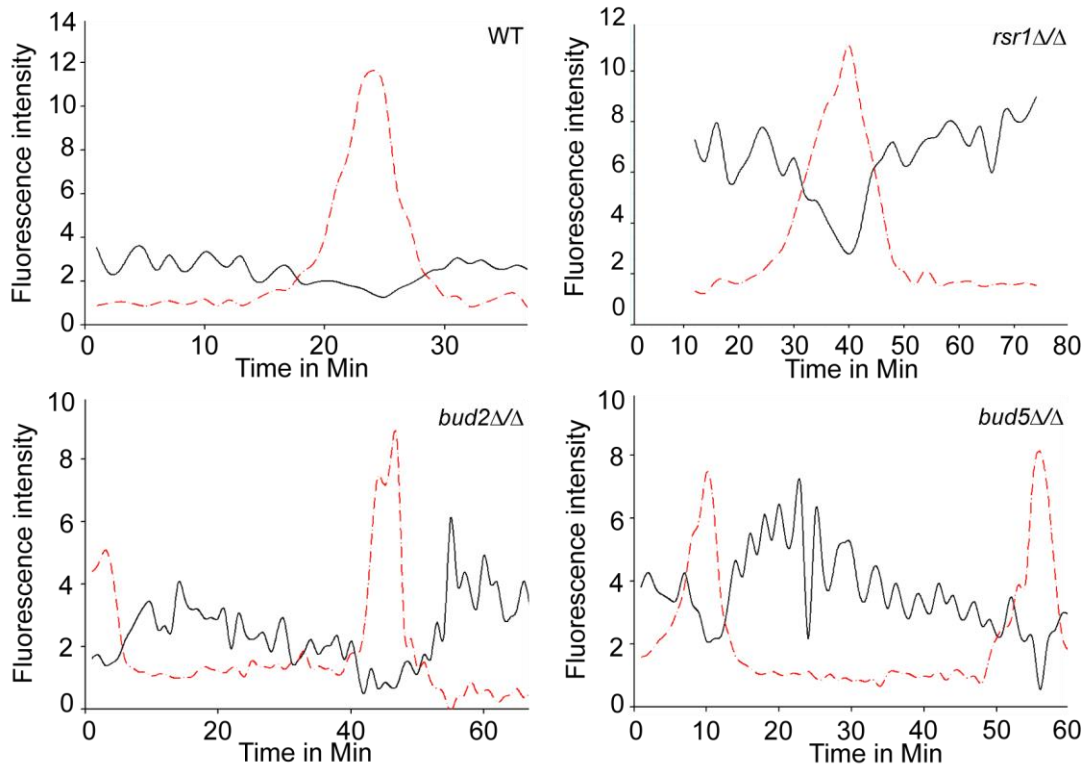 WT
Fluorescence intensity
14
12
10
8
6
4
2
0
0 10 20 30
Time in Min
rsr1Δ/Δ
Fluorescence intensity
12
10
8
6
4
2
0
10 20 30 40 50 60 70 80
Time in Min
bud2Δ/Δ
Fluorescence intensity
10
8
6
4
2
0
0 20 40 60
Time in Min
bud5Δ/Δ
Fluorescence intensity
10
8
6
4
2
0
0 10 20 30 40 50 60
Time in Min